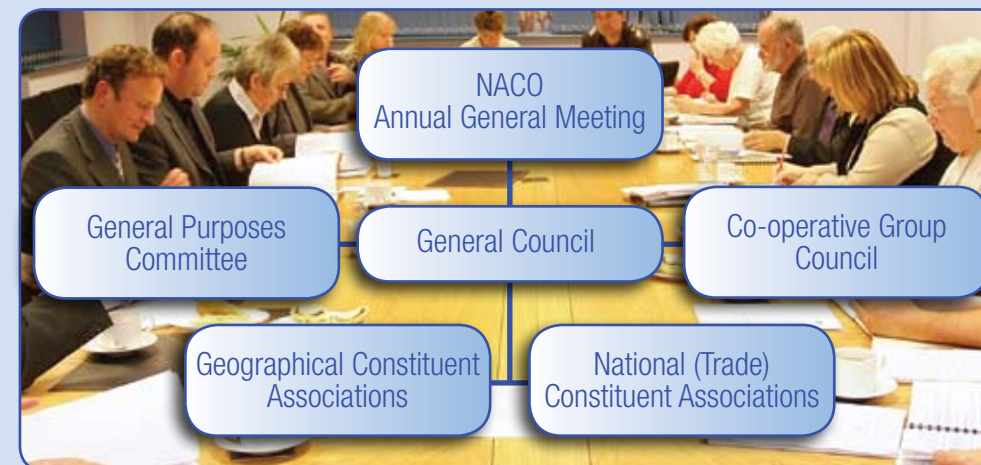 NACO
Annual General Meeting
General Purposes
Committee
General Council
Co-operative Group
Council
Geographical Constituent
Associations
National (Trade)
Constituent Associations